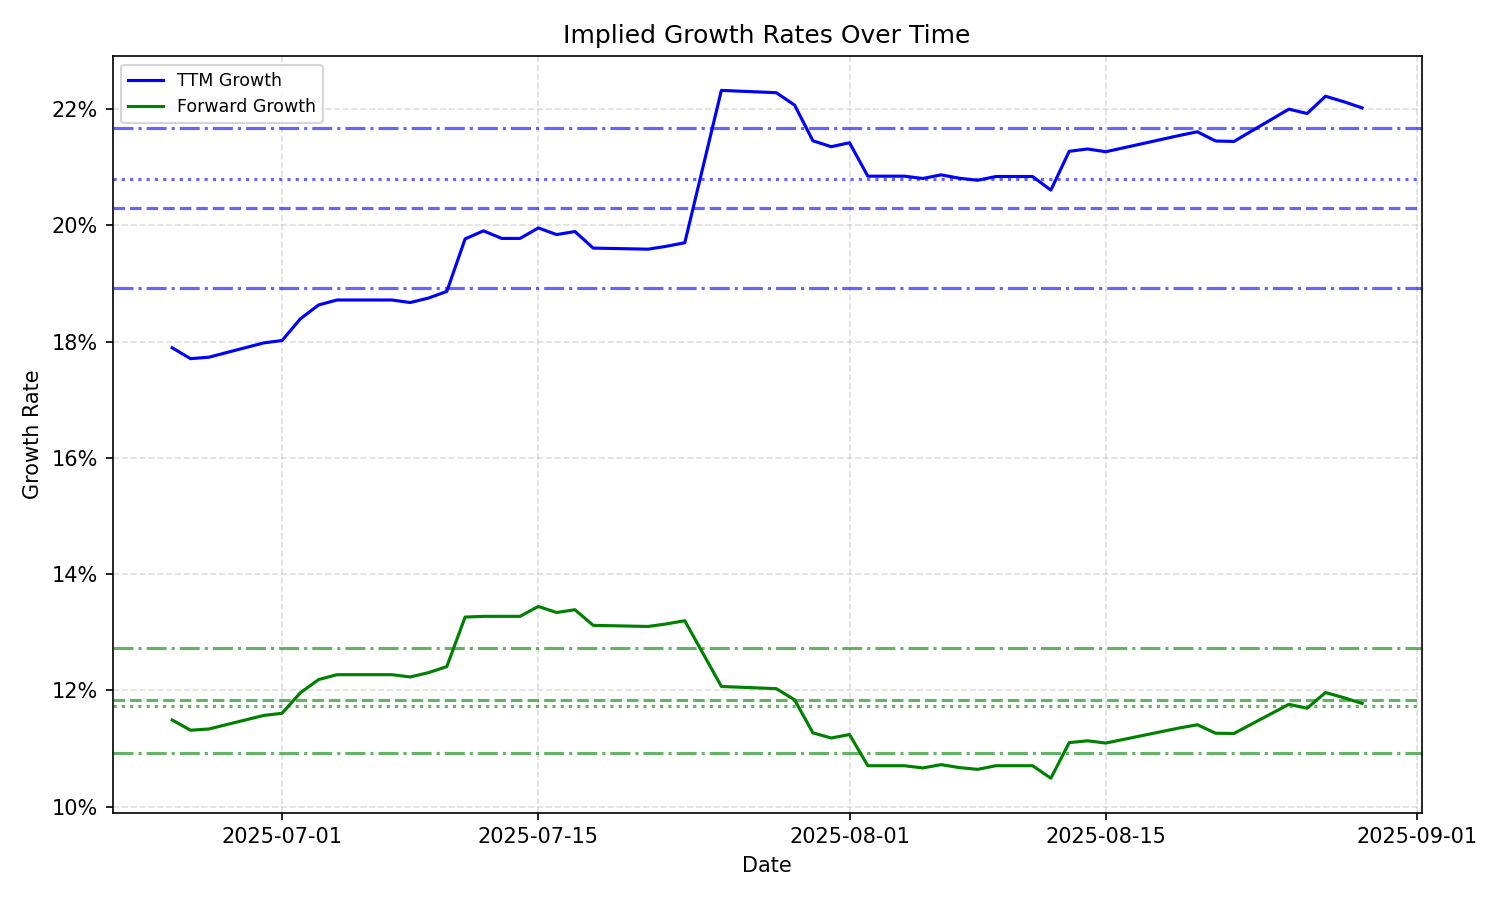 Implied Growth Rates Over Time
TTM Growth
Forward Growth
22%
20%
18%
16%
14%
12%
10%
Growth Rate
2025-07-01
2025-07-15
2025-08-01
2025-08-15
2025-09-01
Date